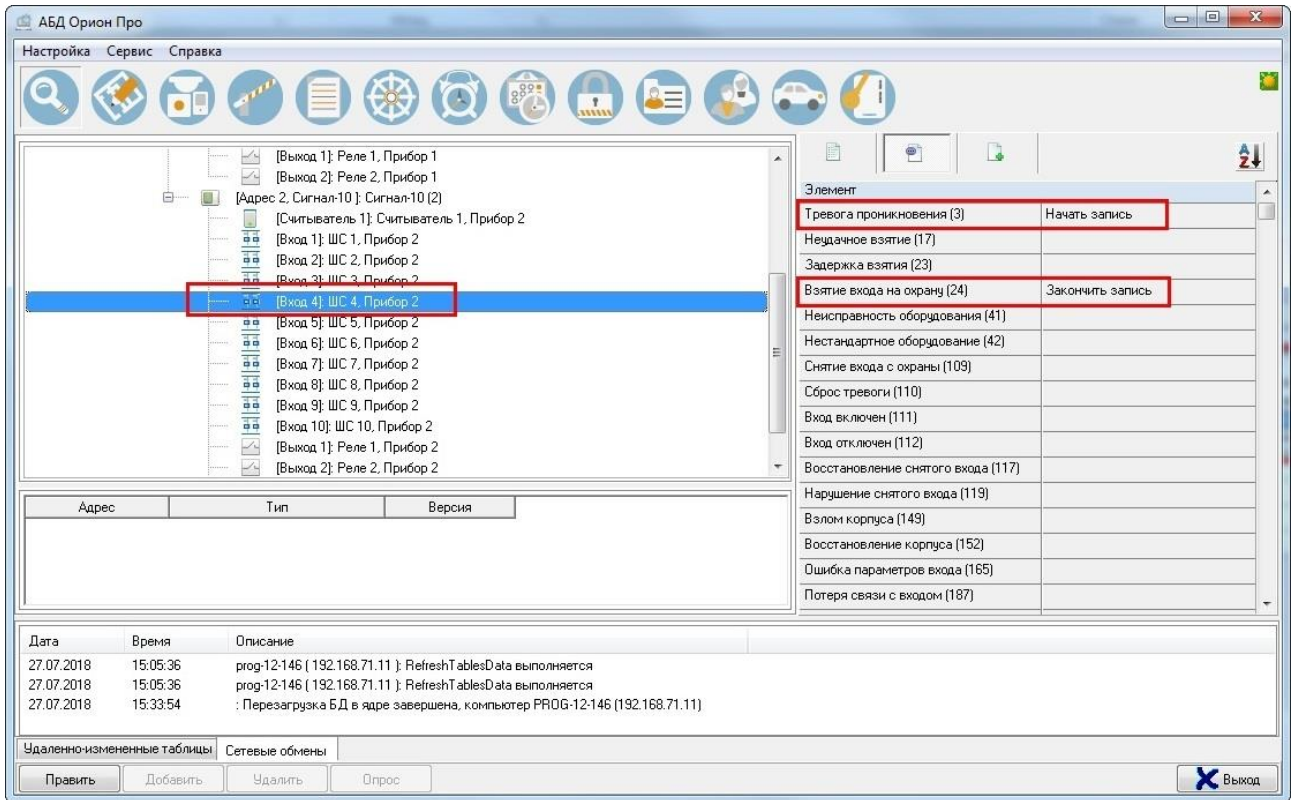 АБД Орион Про
Настройка Сервис Справка
[Выход 1]: Реле 1, Прибор 1
[Выход 2]: Реле 2, Прибор 1
[Адрес 2, Сигнал-10 ]: Сигнал-10 (2)
[Считыватель 1]: Считыватель 1, Прибор 2
[Вход 1]: ШС 1, Прибор 2
[Вход 2]: ШС 2, Прибор 2
[Вход 3]: ШС 3, Прибор 2
[Вход 4]: ШС 4, Прибор 2
[Вход 5]: ШС 5, Прибор 2
[Вход 6]: ШС 6, Прибор 2
[Вход 7]: ШС 7, Прибор 2
[Вход 8]: ШС 8, Прибор 2
[Вход 9]: ШС 9, Прибор 2
[Вход 10]: ШС 10, Прибор 2
[Выход 1]: Реле 1, Прибор 2
[Выход 2]: Реле 2, Прибор 2
Адрес Тип Версия
A
Z
Элемент
Тревога проникновения (3) Начать запись
Неудачное взятие (17)
Задержка взятия (23)
Взятие входа на охрану (24) Закончить запись
Неисправность оборудования (41)
Нестандартное оборудование (42)
Снятие входа с охраны (109)
Сброс тревоги (110)
Вход включен (111)
Вход отключен (112)
Восстановление снятого входа (117)
Нарушение снятого входа (119)
Взлом корпуса (149)
Восстановление корпуса (152)
Ошибка параметров входа (165)
Потеря связи с входом (187)
Дата Время Описание
27.07.2018 15:05:36 prog-12-146 ( 192.168.71.11 ): RefreshTablesData выполняется
27.07.2018 15:05:36 prog-12-146 ( 192.168.71.11 ): RefreshTablesData выполняется
27.07.2018 15:33:54 : Перезагрузка БД в ядре завершена, компьютер PROG-12-146 (192.168.71.11)
Удаленно-измененные таблицы Сетевые обмены
Править Добавить Удалить Опрос Выход